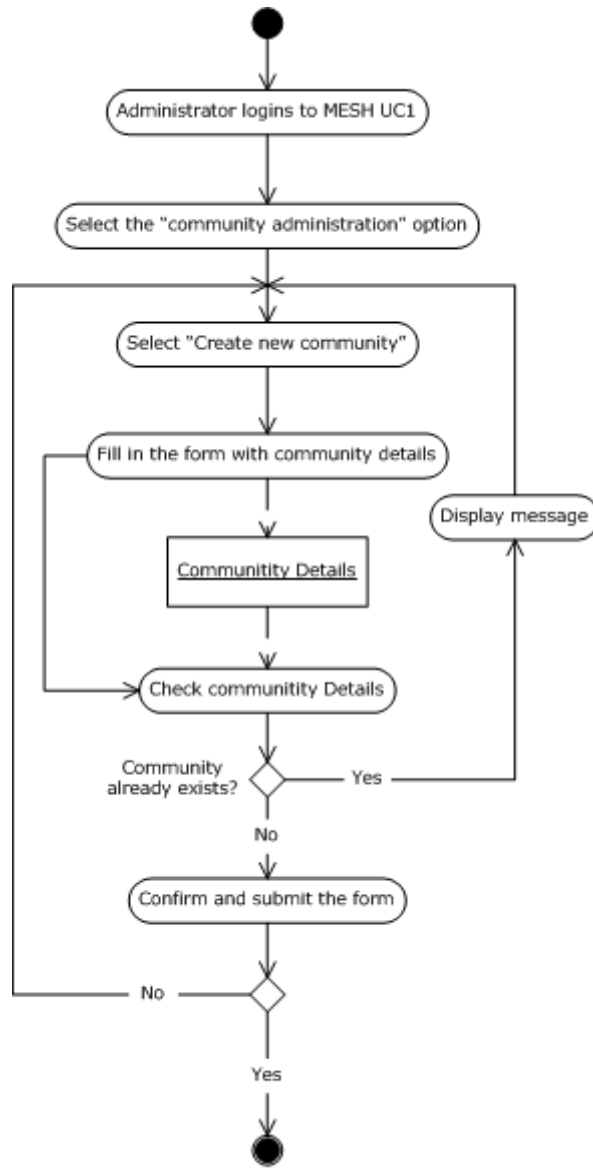 Administrator logins to MESH UC1
Select the "community administration" option
Select "Create new community"
Fill in the form with community details
Display message
Communitity Details
Check communitity Details
Community
already exists?
Yes
No
Confirm and submit the form
No
Yes